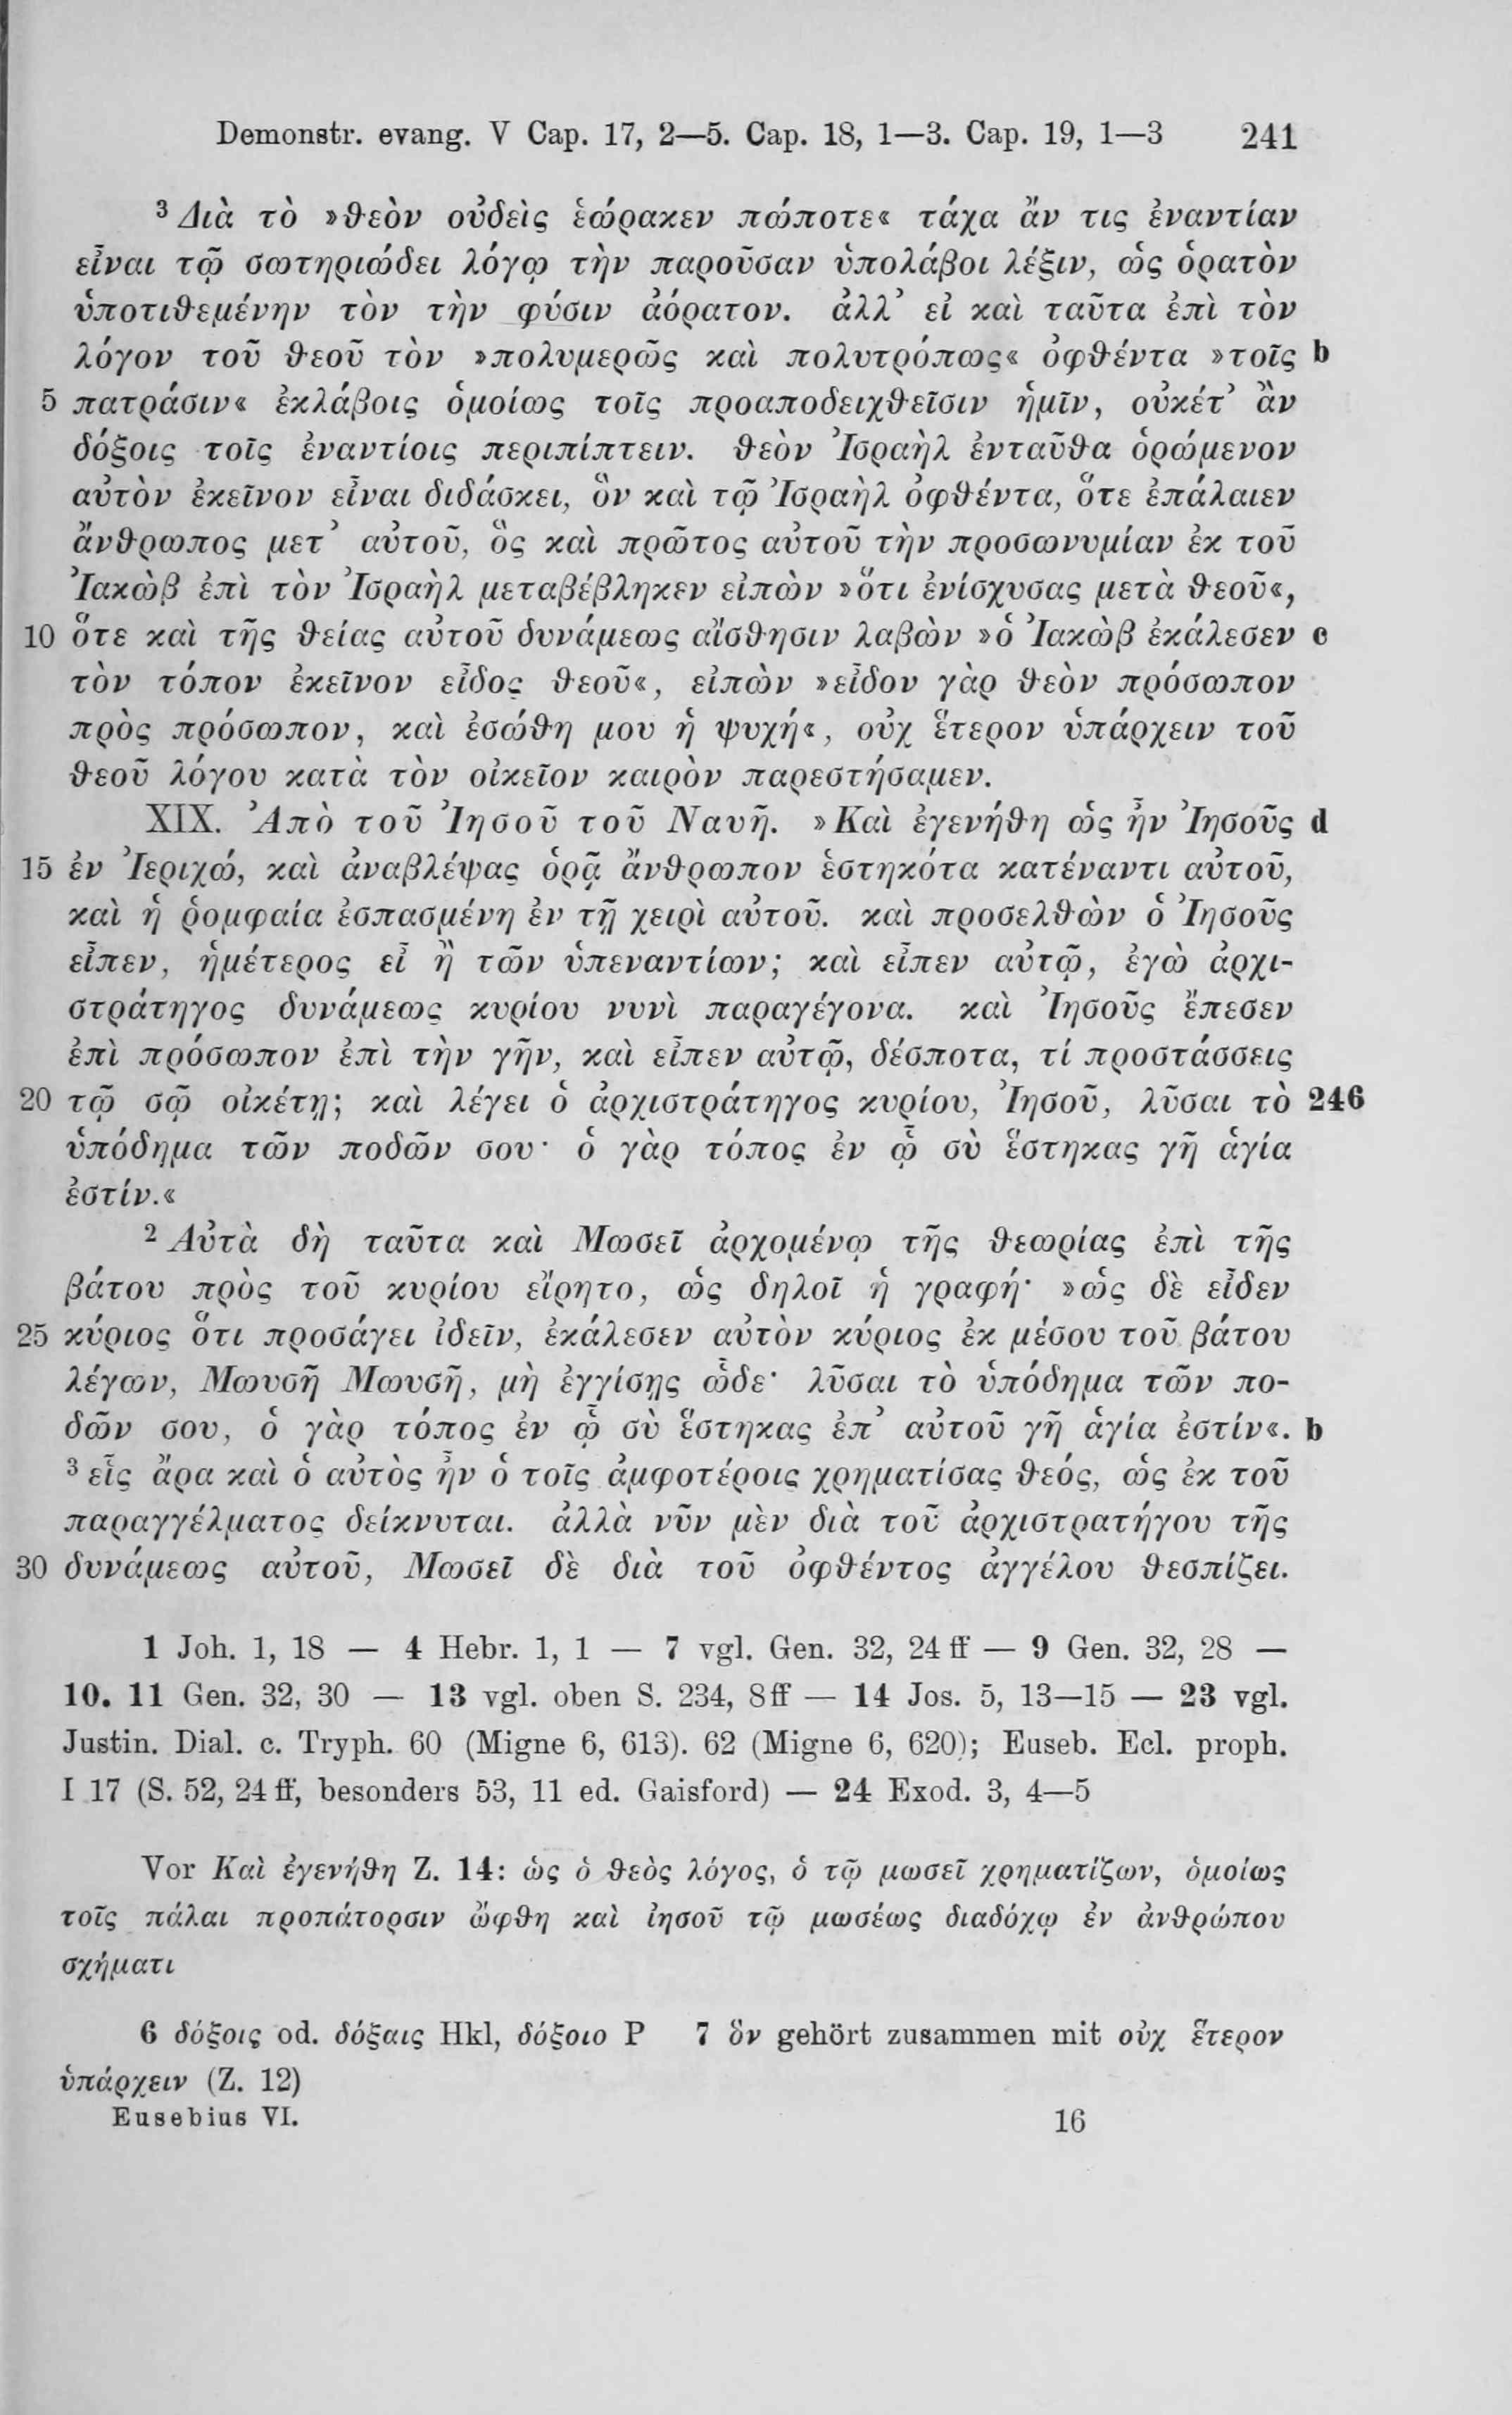 Demonstr. evang. V Cap. 17, 2—5. Cap. 18, 1—3. Cap. 19, 1—3 241
³ Διὰ τὸ »θεὸν οὐδεὶς ἑώρακεν πώποτε« τάχα ἄν τις ἐναντίαν
εἶναι τῷ σωτηριώδει λόγῳ τὴν παροῦσαν ὑπολάβοι λέξιν, ὡς ὁρατὸν
ὑποτιθεμένην τὸν τὴν φύσιν ἀόρατον. ἀλλ’ εἰ καὶ ταῦτα ἐπὶ τὸν
λόγον τοῦ θεοῦ τὸν »πολυμερῶς καὶ πολυτρόπως« ὀφθέντα »τοῖς b
5 πατράσιν« ἐκλάβοις ὁμοίως τοῖς προαποδειχθεῖσιν ἡμῖν, οὐκέτ’ ἂν
δόξοις τοῖς ἐναντίοις περιπίπτειν. θεὸν Ἰσραὴλ ἐνταῦθα ὁρώμενον
αὐτὸν ἐκεῖνον εἶναι διδάσκει, ὃν καὶ τῷ Ἰσραὴλ ὀφθέντα, ὅτε ἐπάλαιεν
ἄνθρωπος μετ’ αὐτοῦ, ὃς καὶ πρῶτος αὐτοῦ τὴν προσωνυμίαν ἐκ τοῦ
Ἰακὼβ ἐπὶ τὸν Ἰσραὴλ μεταβέβληκεν εἰπὼν »ὅτι ἐνίσχυσας μετὰ θεοῦ«,
10 ὅτε καὶ τῆς θείας αὐτοῦ δυνάμεως αἴσθησιν λαβὼν »ὁ Ἰακὼβ ἐκάλεσεν c
τὸν τόπον ἐκεῖνον εἶδος θεοῦ«, εἰπὼν »εἶδον γὰρ θεὸν πρόσωπον
πρὸς πρόσωπον, καὶ ἐσώθη μου ἡ ψυχή«, οὐχ ἕτερον ὑπάρχειν τοῦ
θεοῦ λόγου κατὰ τὸν οἰκεῖον καιρὸν παρεστήσαμεν.
XIX. Ἀπὸ τοῦ Ἰησοῦ τοῦ Ναυῆ. »Καὶ ἐγενήθη ὡς ἦν Ἰησοῦς d
15 ἐν Ἰεριχώ, καὶ ἀναβλέψας ὁρᾷ ἄνθρωπον ἑστηκότα κατέναντι αὐτοῦ,
καὶ ἡ ῥομφαία ἐσπασμένη ἐν τῇ χειρὶ αὐτοῦ. καὶ προσελθὼν ὁ Ἰησοῦς
εἶπεν, ἡμέτερος εἶ ἢ τῶν ὑπεναντίων; καὶ εἶπεν αὐτῷ, ἐγὼ ἀρχι-
στράτηγος δυνάμεως κυρίου νυνὶ παραγέγονα. καὶ Ἰησοῦς ἔπεσεν
ἐπὶ πρόσωπον ἐπὶ τὴν γῆν, καὶ εἶπεν αὐτῷ, δέσποτα, τί προστάσσεις
20 τῷ σῷ οἰκέτῃ; καὶ λέγει ὁ ἀρχιστράτηγος κυρίου, Ἰησοῦ, λῦσαι τὸ 246
ὑπόδημα τῶν ποδῶν σου· ὁ γὰρ τόπος ἐν ᾧ σὺ ἕστηκας γῆ ἁγία
ἐστίν.«
² Αὐτὰ δὴ ταῦτα καὶ Μωσεῖ ἀρχομένῳ τῆς θεωρίας ἐπὶ τῆς
βάτου πρὸς τοῦ κυρίου εἴρητο, ὡς δηλοῖ ἡ γραφή· »ὡς δὲ εἶδεν
25 κύριος ὅτι προσάγει ἰδεῖν, ἐκάλεσεν αὐτὸν κύριος ἐκ μέσου τοῦ βάτου
λέγων, Μωυσῆ Μωυσῆ, μὴ ἐγγίσῃς ὧδε· λῦσαι τὸ ὑπόδημα τῶν πο-
δῶν σου, ὁ γὰρ τόπος ἐν ᾧ σὺ ἕστηκας ἐπ’ αὐτοῦ γῆ ἁγία ἐστίν«. b
³ εἷς ἄρα καὶ ὁ αὐτὸς ἦν ὁ τοῖς ἀμφοτέροις χρηματίσας θεός, ὡς ἐκ τοῦ
παραγγέλματος δείκνυται. ἀλλὰ νῦν μὲν διὰ τοῦ ἀρχιστρατήγου τῆς
30 δυνάμεως αὐτοῦ, Μωσεῖ δὲ διὰ τοῦ ὀφθέντος ἀγγέλου θεσπίζει.
1 Joh. 1, 18 — 4 Hebr. 1, 1 — 7 vgl. Gen. 32, 24 ff — 9 Gen. 32, 28 —
10. 11 Gen. 32, 30 — 13 vgl. oben S. 234, 8 ff — 14 Jos. 5, 13—15 — 23 vgl.
Justin. Dial. c. Tryph. 60 (Migne 6, 613). 62 (Migne 6, 620); Euseb. Ecl. proph.
I 17 (S. 52, 24 ff, besonders 53, 11 ed. Gaisford) — 24 Exod. 3, 4—5
Vor Καὶ ἐγενήθη Z. 14: ὡς ὁ θεὸς λόγος, ὁ τῷ μωσεῖ χρηματίζων, ὁμοίως
τοῖς πάλαι προπάτορσιν ὤφθη καὶ ἰησοῦ τῷ μωσέως διαδόχῳ ἐν ἀνθρώπου
σχήματι
6 δόξοις od. δόξαις Hkl, δόξοιο P 7 ὃν gehört zusammen mit οὐχ ἕτερον
ὑπάρχειν (Z. 12)
Eusebius VI. 16